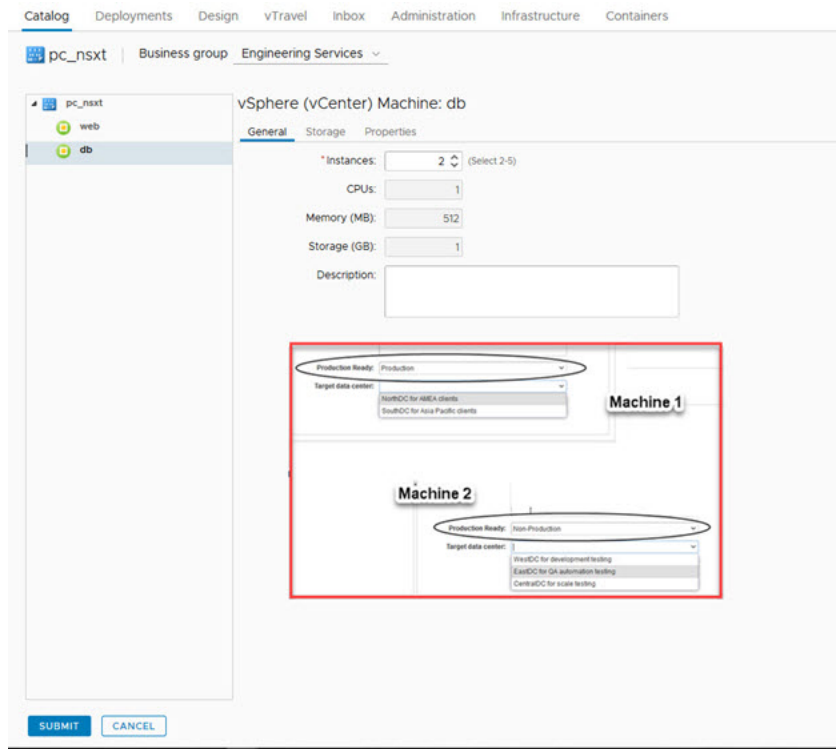 Catalog Deployments Design vTravel Inbox Administration Infrastructure Containers
pc_nsxt Business group Engineering Services
pc_nsxt
web
db
vSphere (vCenter) Machine: db
General Storage Properties
*Instances: 2 (Select 2-5)
CPUs: 1
Memory (MB): 512
Storage (GB): 1
Description:
Production Ready: Production
Target data center:
NorthDC for AMEA clients
SouthDC for Asia Pacific clients
Machine 1
Machine 2
Production Ready: Non-Production
Target data center:
WestDC for development testing
EastDC for QA automation testing
CentralDC for scale testing
SUBMIT CANCEL